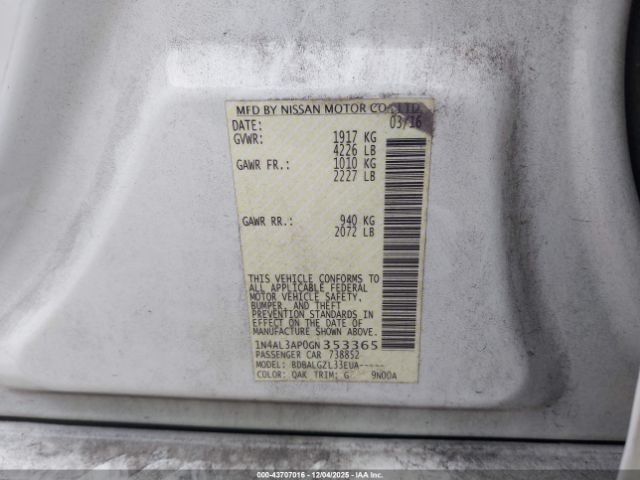 MFD BY NISSAN MOTOR CO., LTD
DATE: 03/16
GVWR: 1917 KG
4226 LB
GAWR FR.: 1010 KG
2227 LB
GAWR RR.: 940 KG
2072 LB
THIS VEHICLE CONFORMS TO
ALL APPLICABLE FEDERAL
MOTOR VEHICLE SAFETY,
BUMPER, AND THEFT
PREVENTION STANDARDS IN
EFFECT ON THE DATE OF
MANUFACTURE SHOWN ABOVE.
1N4AL3AP0GN353365
PASSENGER CAR 738852
MODEL: BDBALGZL33EUA-----
COLOR: QAK TRIM: G 9N00A
000-43707016 - 12/04/2025 - IAAI.com